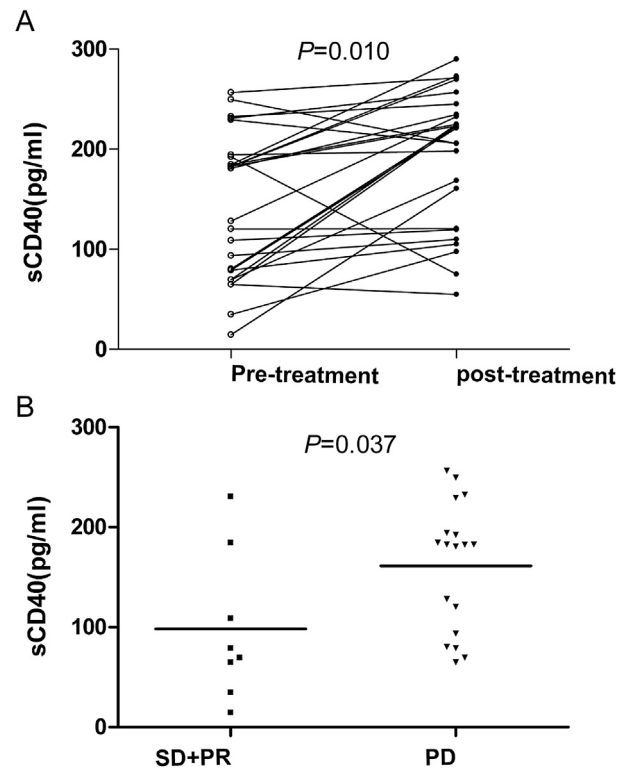 A
300
P=0.010
200
sCD40(pg/ml)
100
0
Pre-treatment post-treatment
B
300
P=0.037
200
sCD40(pg/ml)
100
0
SD+PR PD